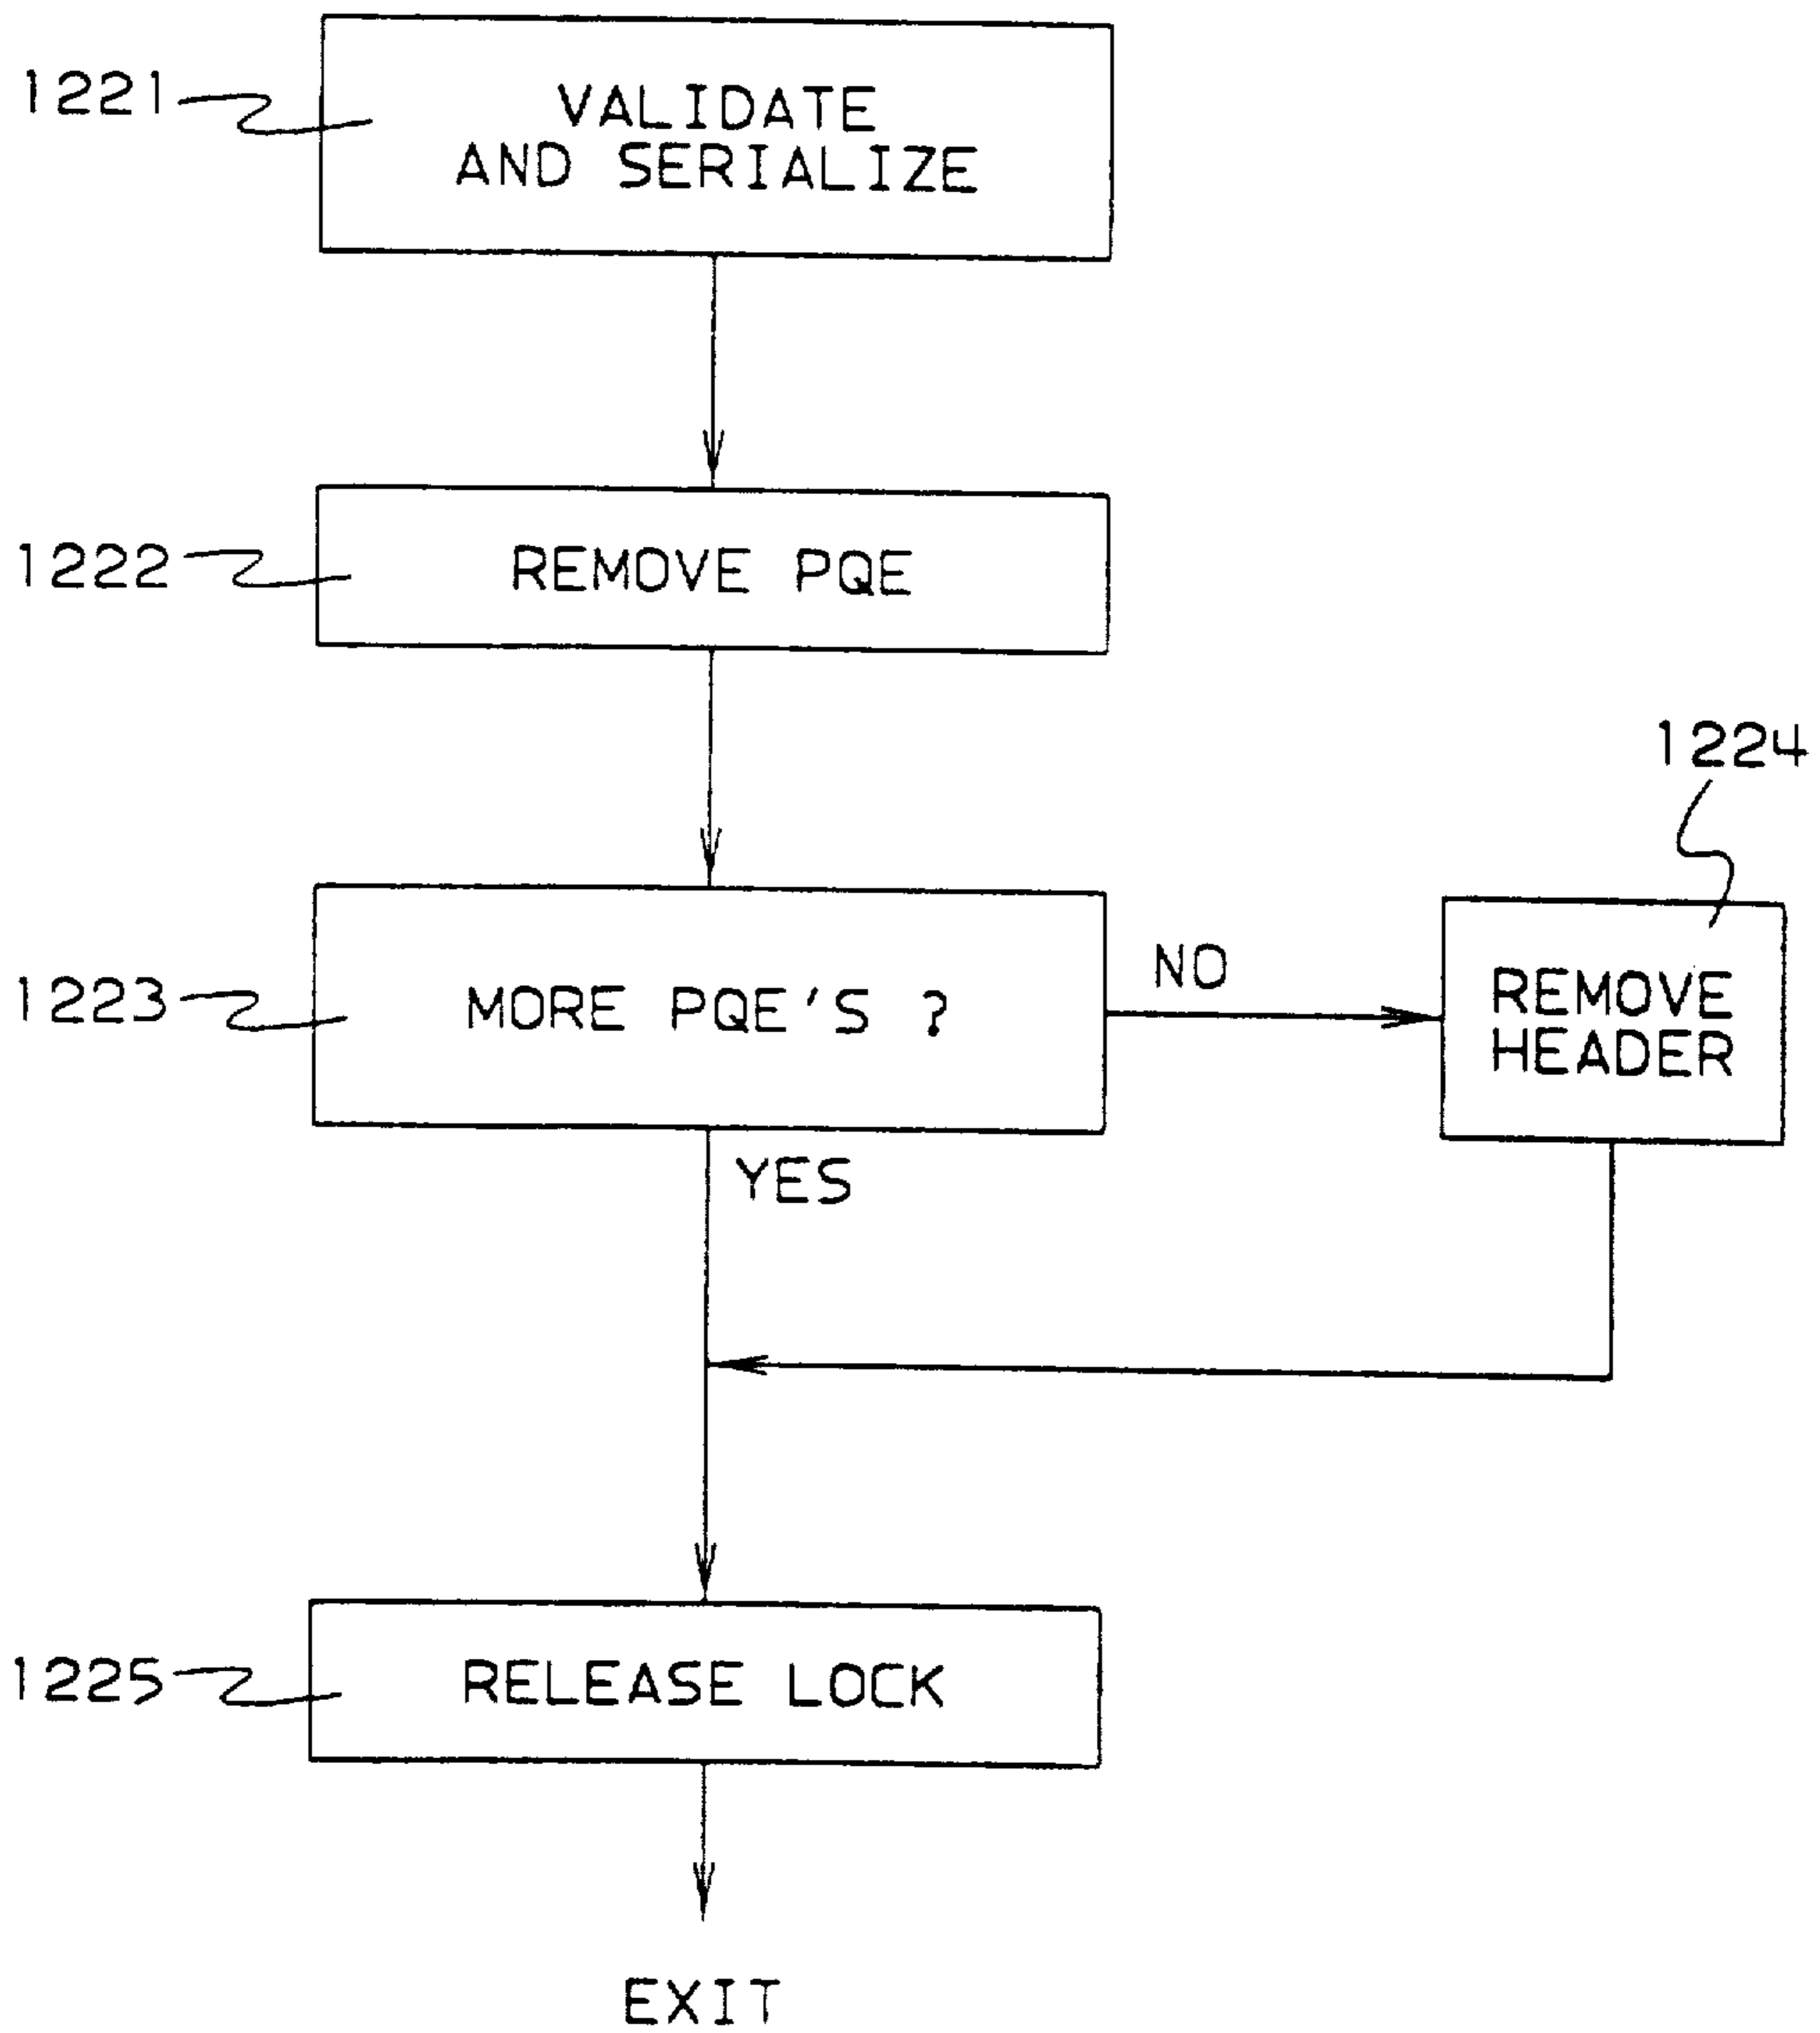 1221
VALIDATE
AND SERIALIZE
1222
REMOVE PQE
1224
1223
MORE PQE'S ?
NO
REMOVE
HEADER
YES
1225
RELEASE LOCK
EXIT